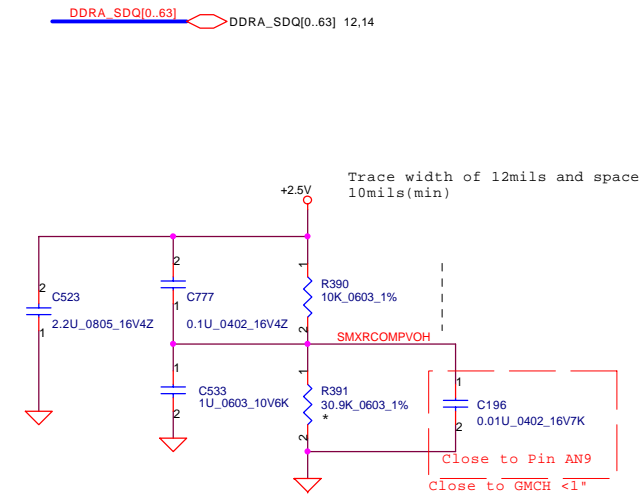 DDRA_SDQ[0..63]
DDRA_SDQ[0..63] 12,14
Trace width of 12mils and space
10mils(min)
+2.5V
2
C523
1
2.2U_0805_16V4Z
2
C777
1
0.1U_0402_16V4Z
1
R390
10K_0603_1%
2
SMXRCOMPVOH
1
C533
1U_0603_10V6K
2
1
R391
30.9K_0603_1%
*
2
1
C196
2
0.01U_0402_16V7K
Close to Pin AN9
Close to GMCH <1"